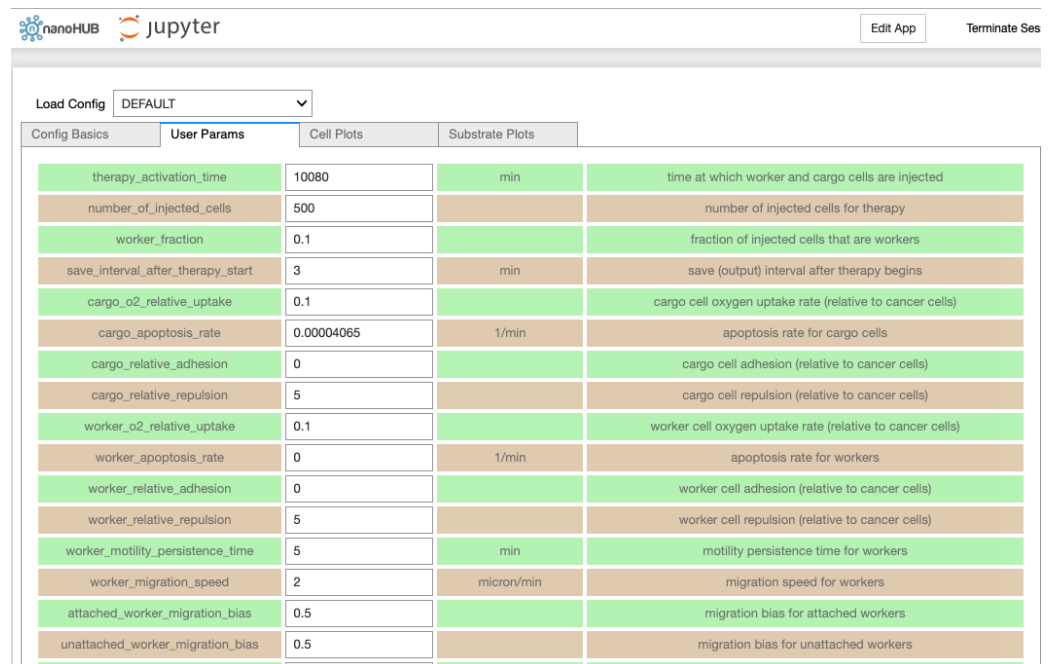 nanoHUB jupyter Edit App Terminate Ses
Load Config DEFAULT
Config Basics User Params Cell Plots Substrate Plots
therapy_activation_time 10080 min time at which worker and cargo cells are injected
number_of_injected_cells 500 number of injected cells for therapy
worker_fraction 0.1 fraction of injected cells that are workers
save_interval_after_therapy_start 3 min save (output) interval after therapy begins
cargo_o2_relative_uptake 0.1 cargo cell oxygen uptake rate (relative to cancer cells)
cargo_apoptosis_rate 0.00004065 1/min apoptosis rate for cargo cells
cargo_relative_adhesion 0 cargo cell adhesion (relative to cancer cells)
cargo_relative_repulsion 5 cargo cell repulsion (relative to cancer cells)
worker_o2_relative_uptake 0.1 worker cell oxygen uptake rate (relative to cancer cells)
worker_apoptosis_rate 0 1/min apoptosis rate for workers
worker_relative_adhesion 0 worker cell adhesion (relative to cancer cells)
worker_relative_repulsion 5 worker cell repulsion (relative to cancer cells)
worker_motility_persistence_time 5 min motility persistence time for workers
worker_migration_speed 2 micron/min migration speed for workers
attached_worker_migration_bias 0.5 migration bias for attached workers
unattached_worker_migration_bias 0.5 migration bias for unattached workers